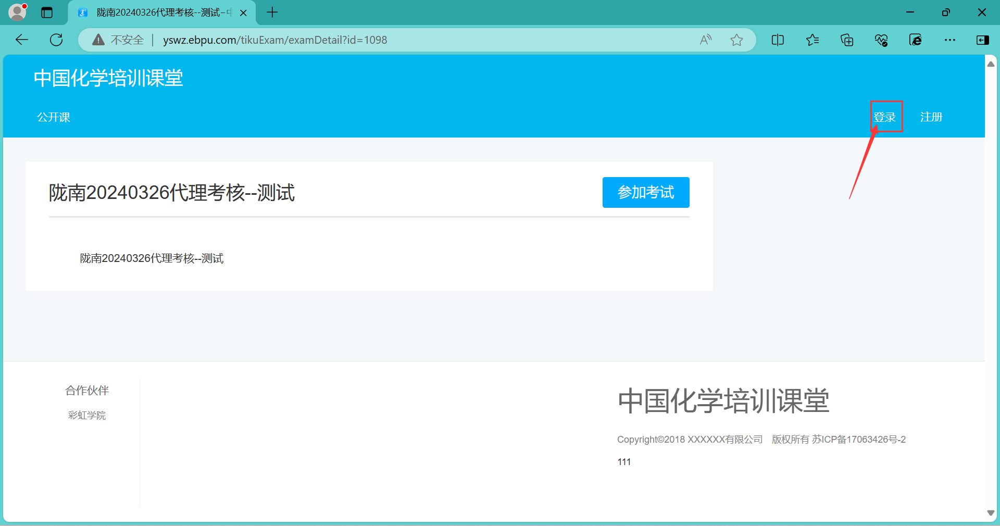 陇南20240326代理考核--测试-中
不安全
yswz.ebpu.com/tikuExam/examDetail?id=1098
中国化学培训课堂
公开课
登录
注册
陇南20240326代理考核--测试
参加考试
陇南20240326代理考核--测试
合作伙伴
彩虹学院
中国化学培训课堂
Copyright©2018 XXXXXX有限公司 版权所有 苏ICP备17063426号-2
111